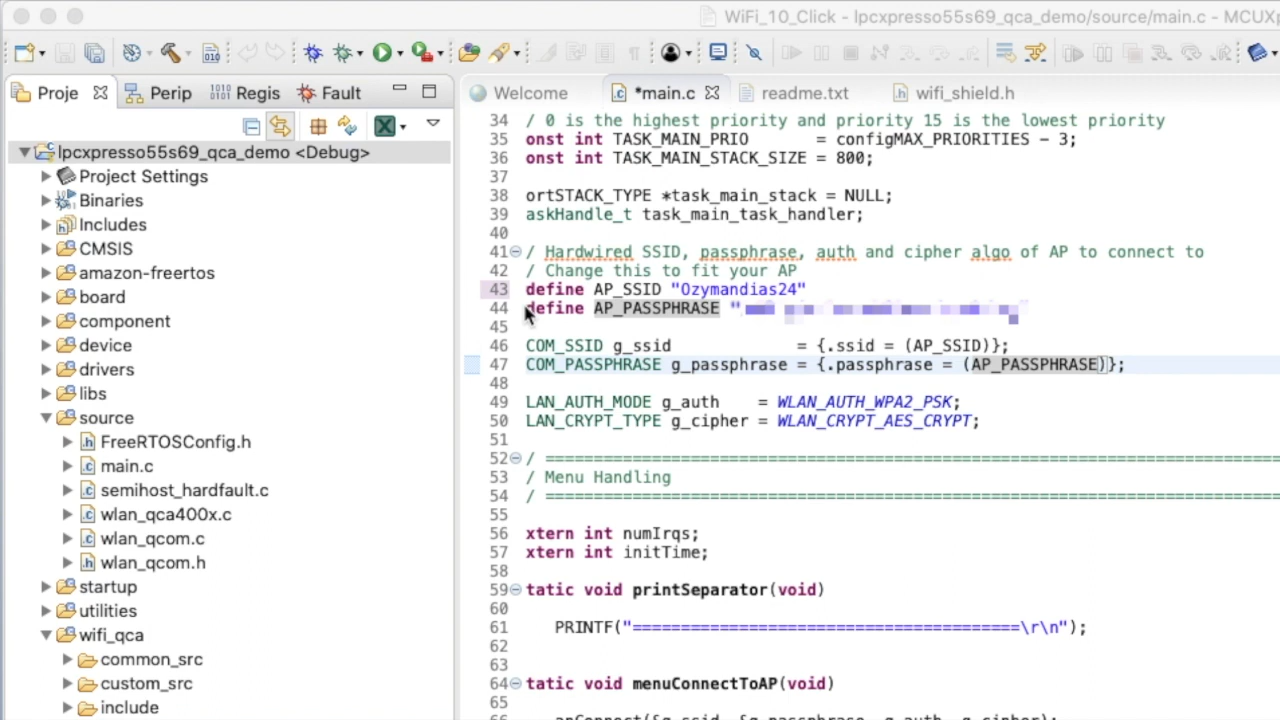 WiFi_10_Click - lpcxpresso55s69_qca_demo/source/main.c - MCUXp
Proje
Perip
Regis
Fault
Welcome
*main.c
readme.txt
wifi_shield.h
lpcxpresso55s69_qca_demo <Debug>
Project Settings
Binaries
Includes
CMSIS
amazon-freertos
board
component
device
drivers
libs
source
FreeRTOSConfig.h
main.c
semihost_hardfault.c
wlan_qca400x.c
wlan_qcom.c
wlan_qcom.h
startup
utilities
wifi_qca
common_src
custom_src
include
34 / 0 is the highest priority and priority 15 is the lowest priority
35 onst int TASK_MAIN_PRIO       = configMAX_PRIORITIES - 3;
36 onst int TASK_MAIN_STACK_SIZE = 800;
37
38 ortSTACK_TYPE *task_main_stack = NULL;
39 askHandle_t task_main_task_handler;
40
41 / Hardwired SSID, passphrase, auth and cipher algo of AP to connect to
42 / Change this to fit your AP
43 define AP_SSID "Ozymandias24"
44 define AP_PASSPHRASE "
45
46 COM_SSID g_ssid             = {.ssid = (AP_SSID)};
47 COM_PASSPHRASE g_passphrase = {.passphrase = (AP_PASSPHRASE)};
48
49 LAN_AUTH_MODE g_auth    = WLAN_AUTH_WPA2_PSK;
50 LAN_CRYPT_TYPE g_cipher = WLAN_CRYPT_AES_CRYPT;
51
52 / ============================================================================
53 / Menu Handling
54 / ============================================================================
55
56 xtern int numIrqs;
57 xtern int initTime;
58
59 tatic void printSeparator(void)
60
61    PRINTF("========================================\r\n");
62
63
64 tatic void menuConnectToAP(void)
65
66    apConnect(&g_ssid, &g_passphrase, g_auth, g_cipher);